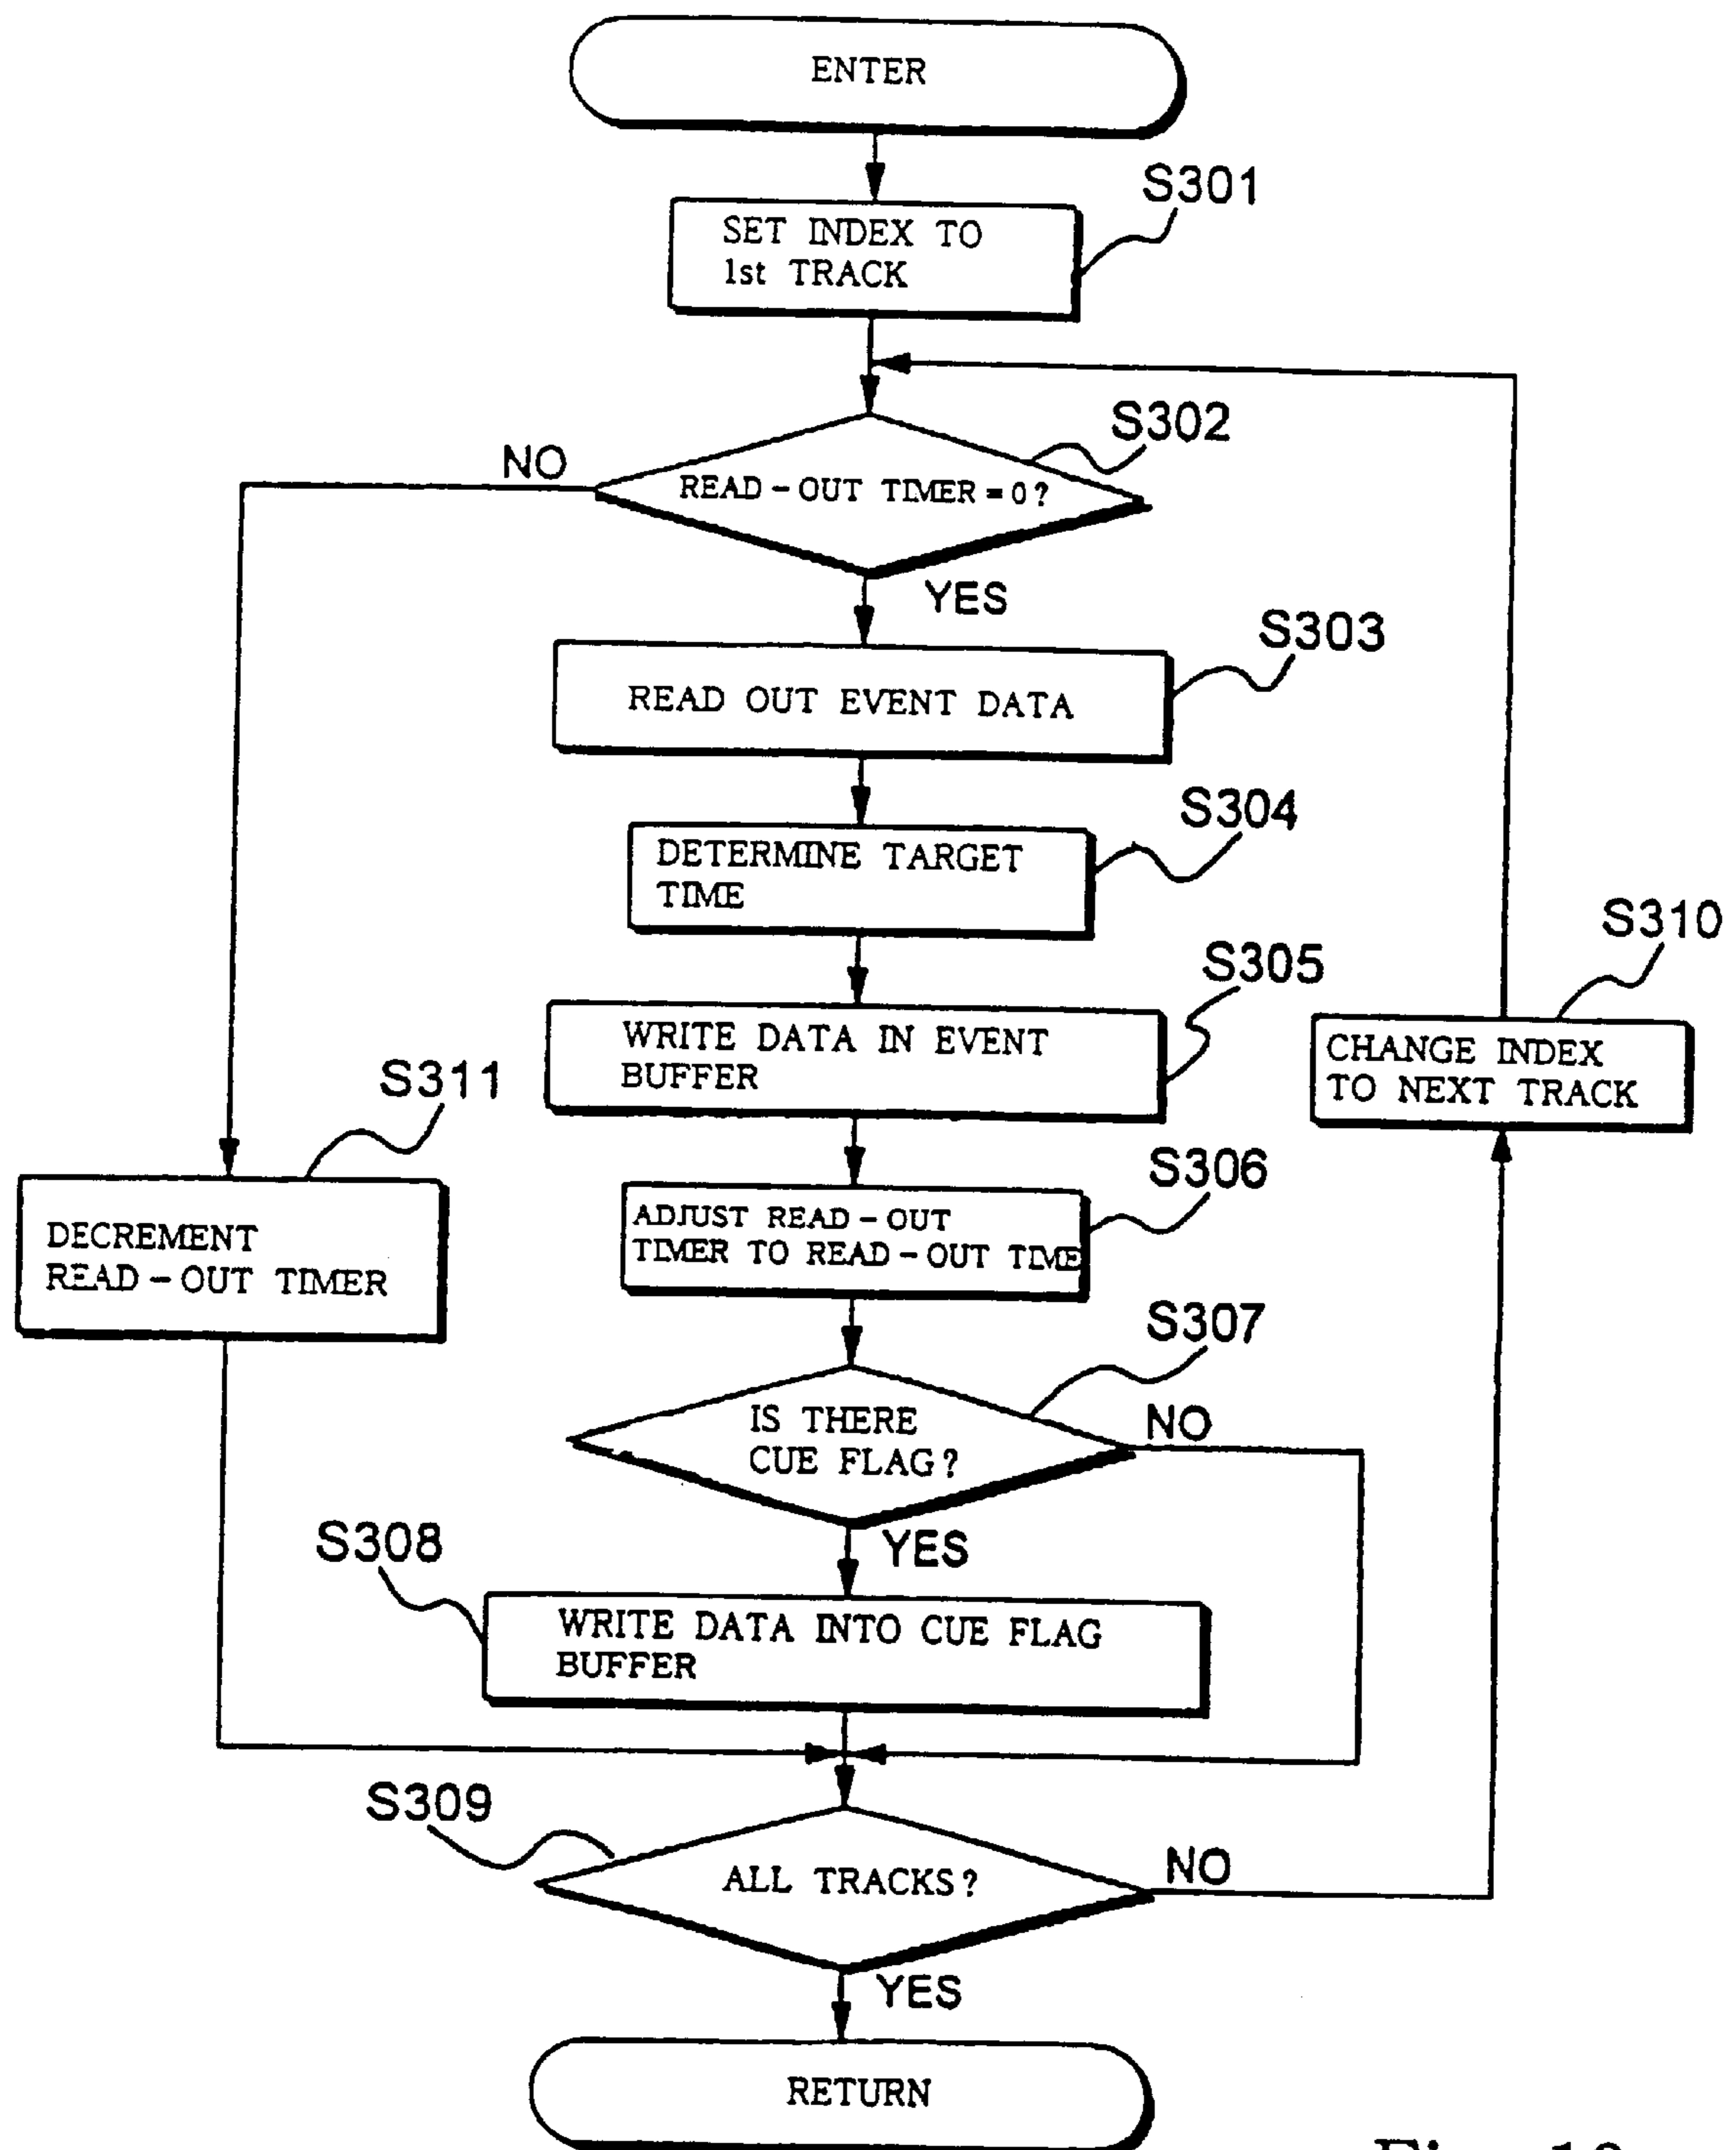 ENTER
S301
SET INDEX TO
1st TRACK
S302
NO
READ-OUT TIMER=0?
YES
S303
READ OUT EVENT DATA
S304
DETERMINE TARGET
TIME
S310
S305
WRITE DATA IN EVENT
BUFFER
CHANGE INDEX
TO NEXT TRACK
S311
S306
ADJUST READ-OUT
TIMER TO READ-OUT TIME
DECREMENT
READ-OUT TIMER
S307
IS THERE
CUE FLAG?
NO
S308
YES
WRITE DATA INTO CUE FLAG
BUFFER
S309
ALL TRACKS?
NO
YES
RETURN